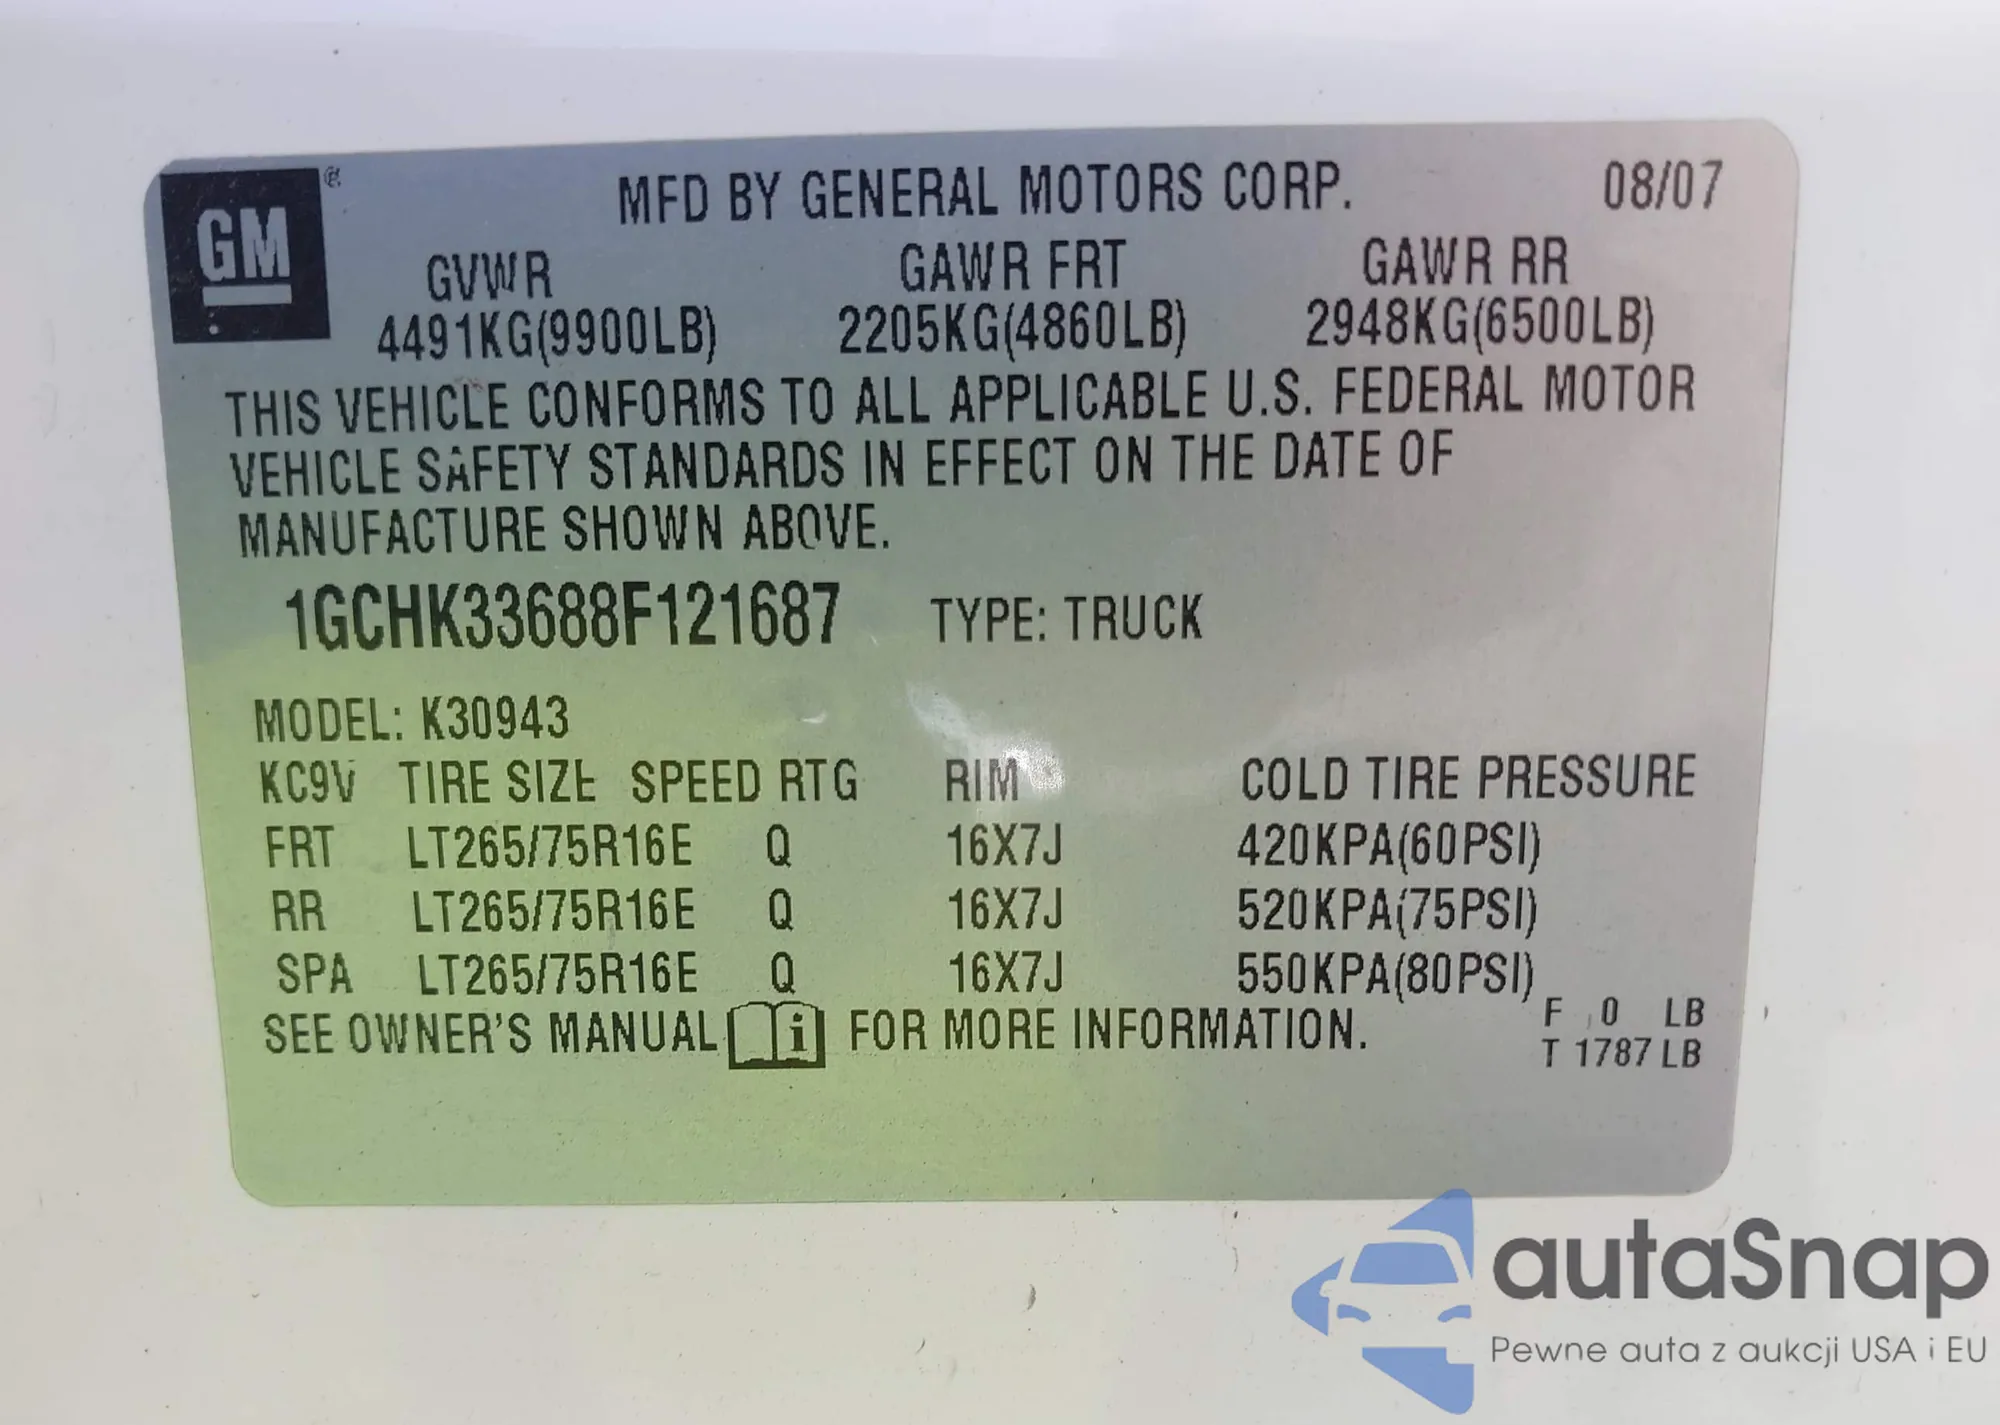 GM ®
MFD BY GENERAL MOTORS CORP. 08/07
GVWR GAWR FRT GAWR RR
4491KG(9900LB) 2205KG(4860LB) 2948KG(6500LB)
THIS VEHICLE CONFORMS TO ALL APPLICABLE U.S. FEDERAL MOTOR
VEHICLE SAFETY STANDARDS IN EFFECT ON THE DATE OF
MANUFACTURE SHOWN ABOVE.
1GCHK33688F121687 TYPE: TRUCK
MODEL: K30943
KC9V TIRE SIZE SPEED RTG RIM COLD TIRE PRESSURE
FRT LT265/75R16E Q 16X7J 420KPA(60PSI)
RR LT265/75R16E Q 16X7J 520KPA(75PSI)
SPA LT265/75R16E Q 16X7J 550KPA(80PSI)
SEE OWNER'S MANUAL i FOR MORE INFORMATION.
F 0 LB
T 1787 LB
autaSnap
Pewne auta z aukcji USA i EU